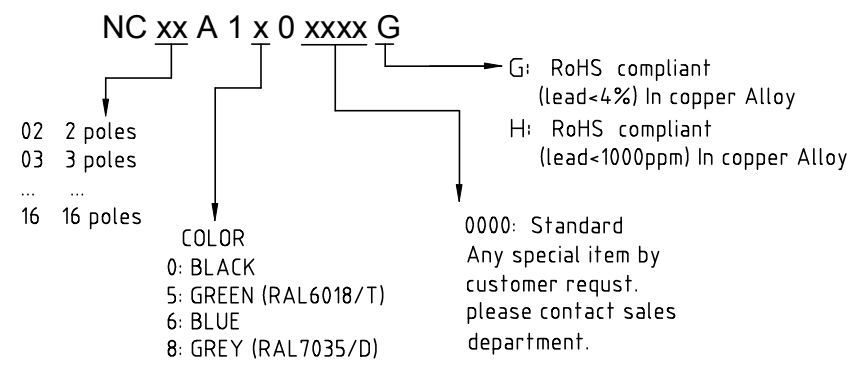 NC xx A 1 x 0 xxxx G
G: RoHS compliant
(lead<4%) In copper Alloy
H: RoHS compliant
(lead<1000ppm) In copper Alloy
02 2 poles
03 3 poles
... ...
16 16 poles
COLOR
0: BLACK
5: GREEN (RAL6018/T)
6: BLUE
8: GREY (RAL7035/D)
0000: Standard
Any special item by
customer requst.
please contact sales
department.